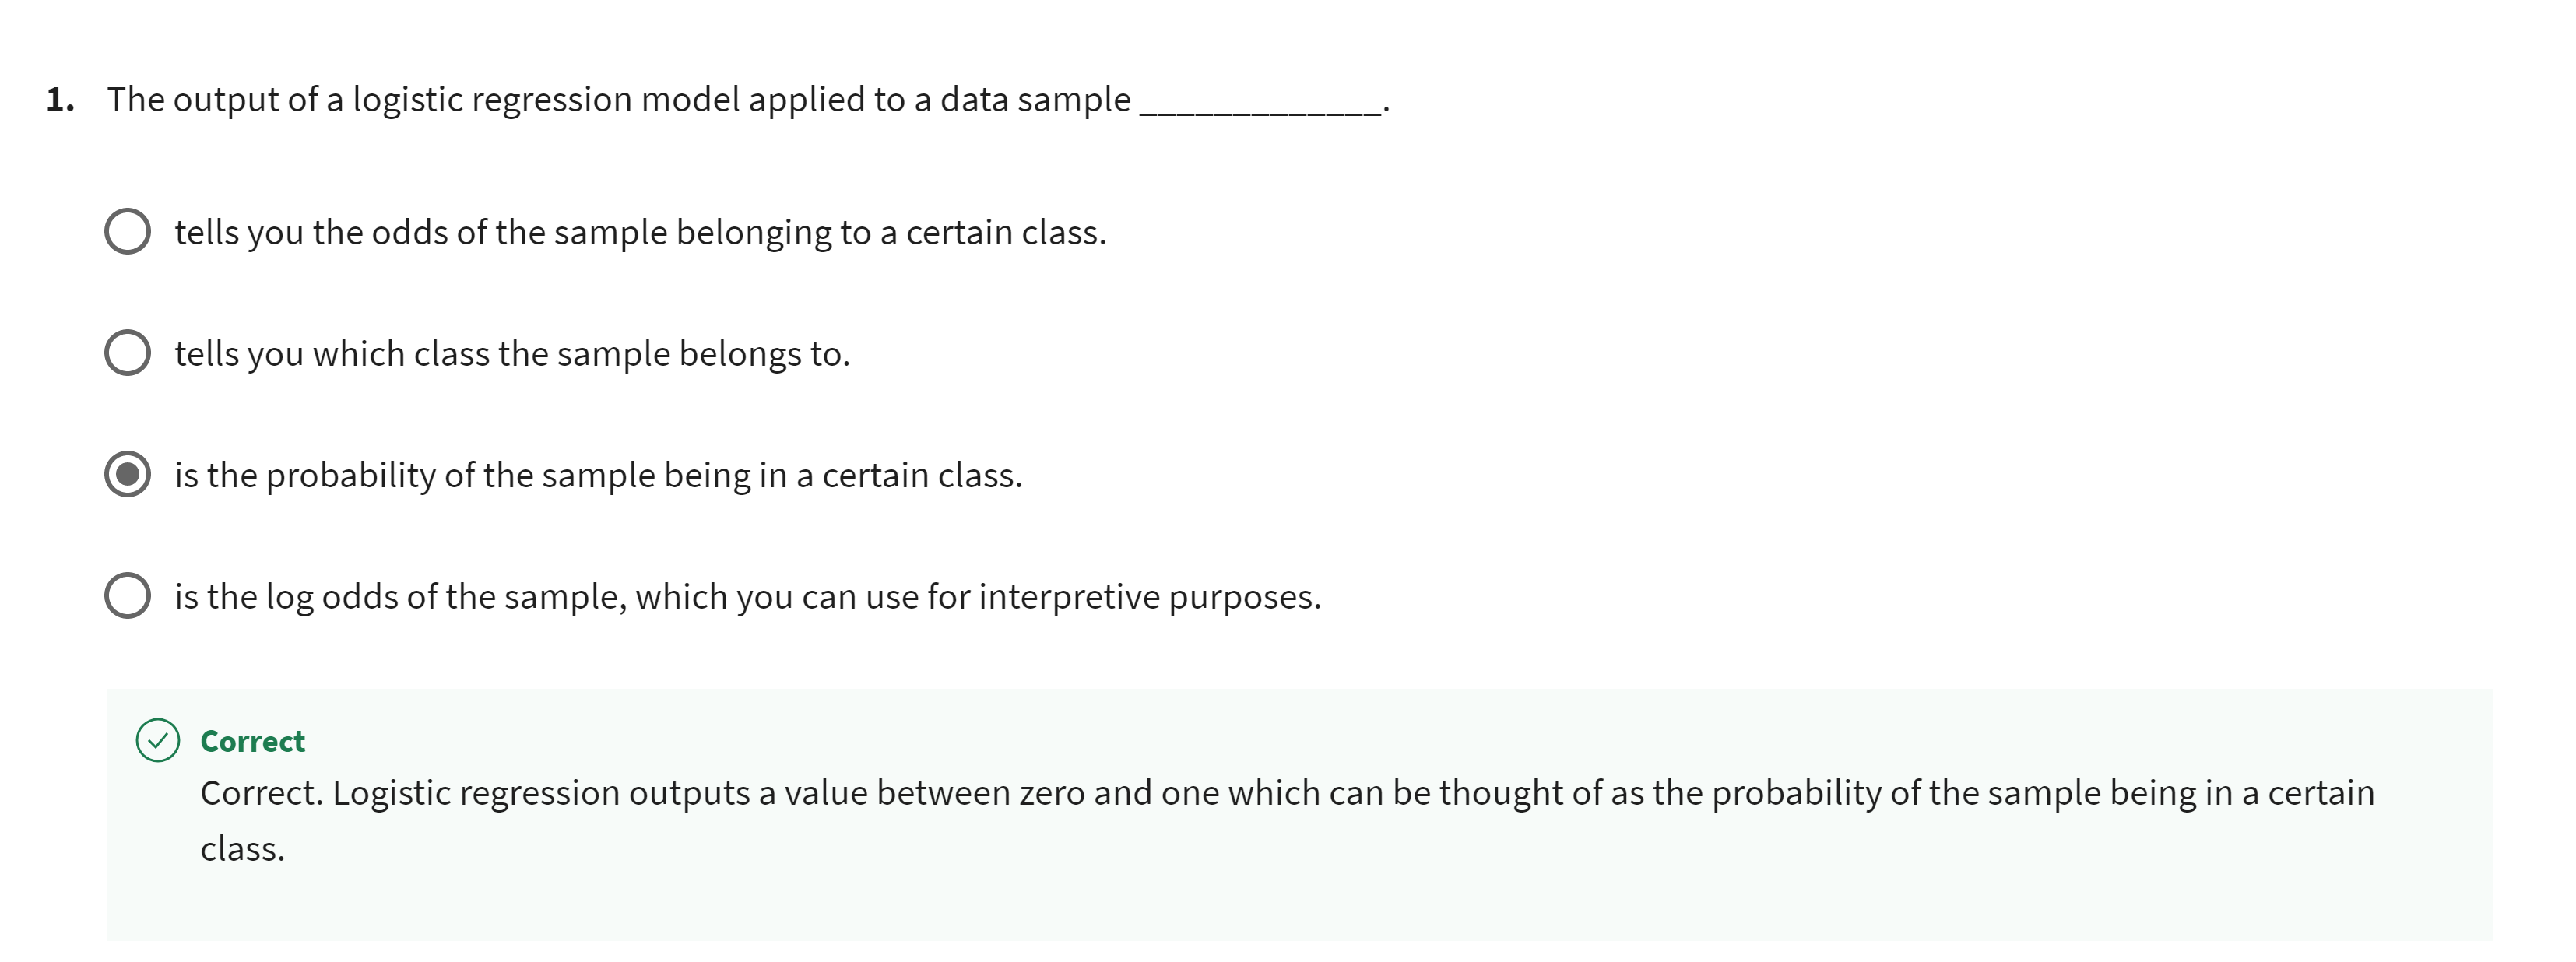 1. The output of a logistic regression model applied to a data sample _____________.
tells you the odds of the sample belonging to a certain class.
tells you which class the sample belongs to.
is the probability of the sample being in a certain class.
is the log odds of the sample, which you can use for interpretive purposes.
Correct
Correct. Logistic regression outputs a value between zero and one which can be thought of as the probability of the sample being in a certain
class.